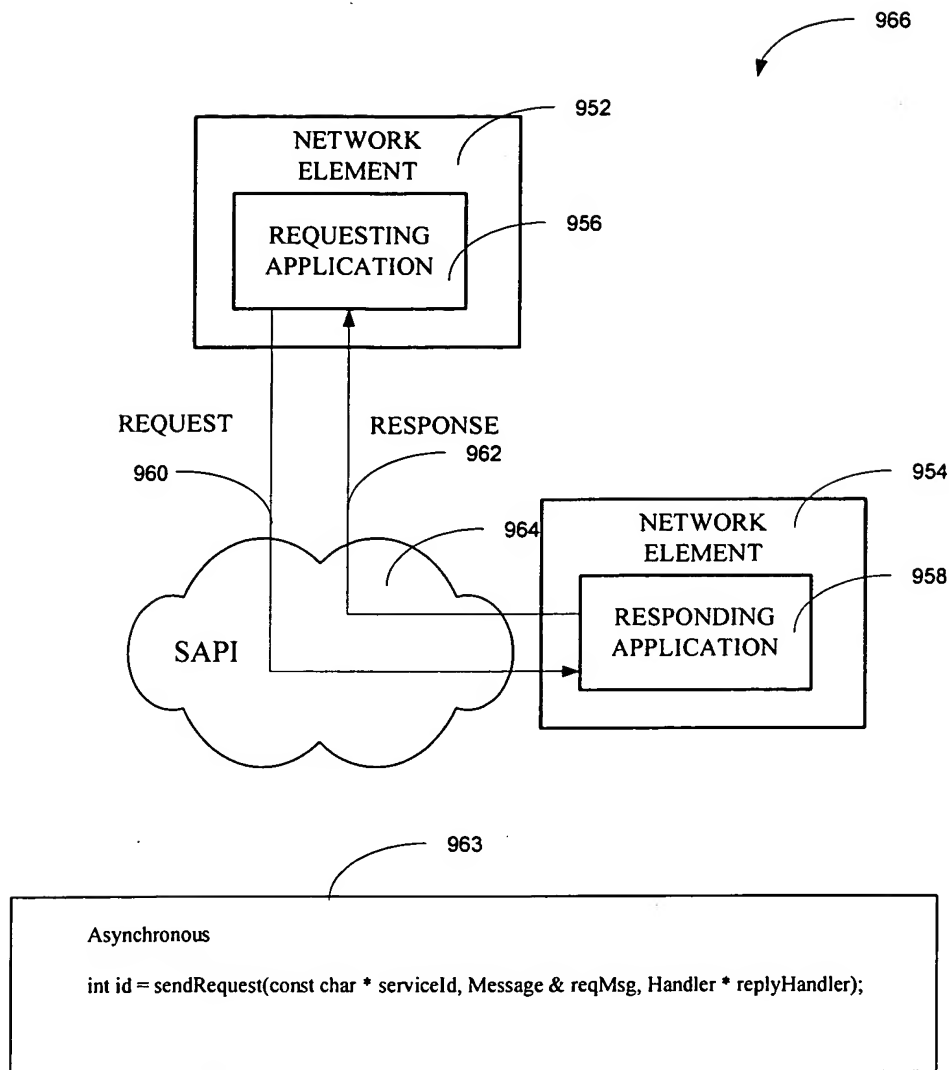 966
952
NETWORK
ELEMENT
956
REQUESTING
APPLICATION
REQUEST
RESPONSE
960
962
954
NETWORK
ELEMENT
964
958
RESPONDING
APPLICATION
SAPI
963
Asynchronous
int id = sendRequest(const char * serviceId, Message & reqMsg, Handler * replyHandler);